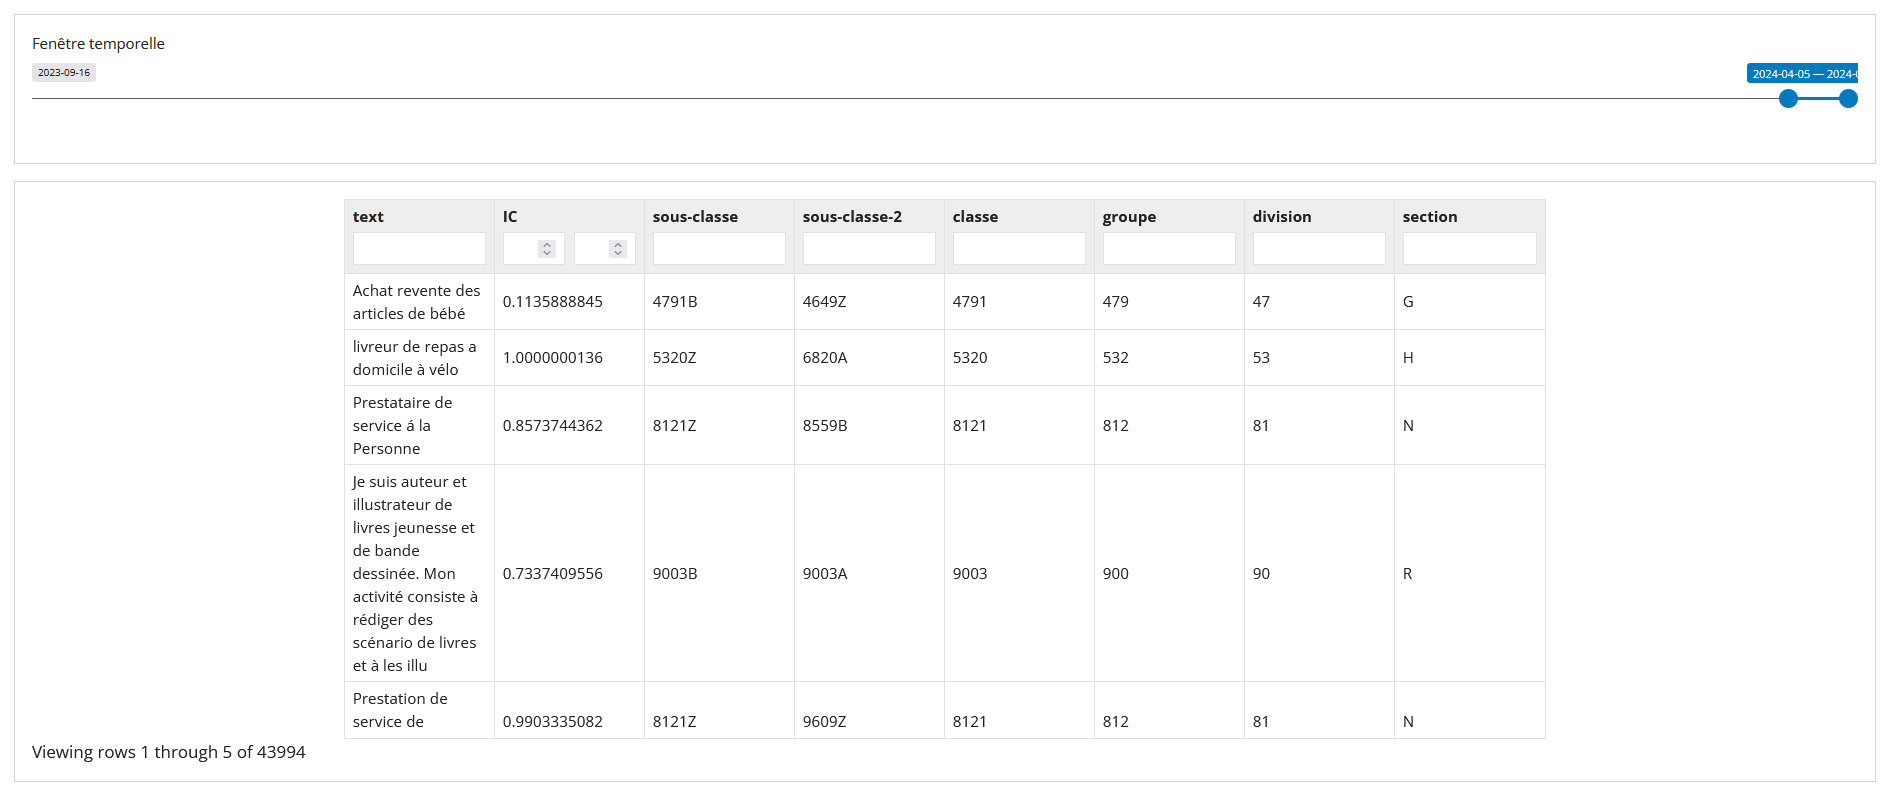 Fenêtre temporelle
2023-09-16
2024-04-05 — 2024-
text IC sous-classe sous-classe-2 classe groupe division section
Achat revente des
articles de bébé
0.1135888845 4791B 4649Z 4791 479 47 G
livreur de repas a
domicile à vélo
1.0000000136 5320Z 6820A 5320 532 53 H
Prestataire de
service á la
Personne
0.8573744362 8121Z 8559B 8121 812 81 N
Je suis auteur et
illustrateur de
livres jeunesse et
de bande
dessinée. Mon
activité consiste à
rédiger des
scénario de livres
et à les illu
0.7337409556 9003B 9003A 9003 900 90 R
Prestation de
service de
0.9903335082 8121Z 9609Z 8121 812 81 N
Viewing rows 1 through 5 of 43994